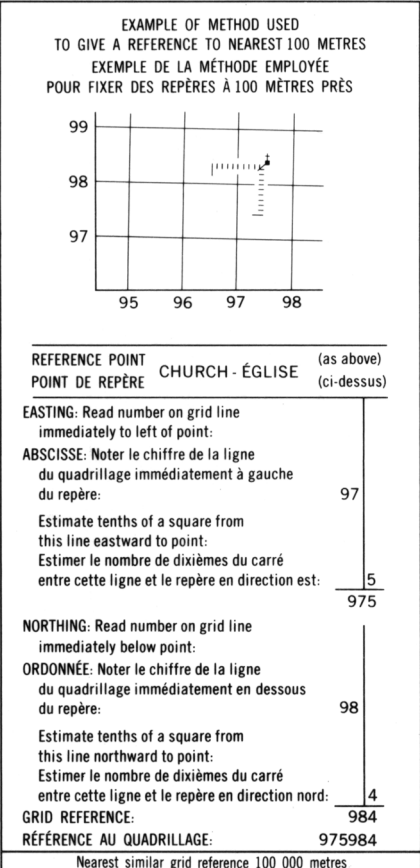 EXAMPLE OF METHOD USED
TO GIVE A REFERENCE TO NEAREST 100 METRES
EXEMPLE DE LA MÉTHODE EMPLOYÉE
POUR FIXER DES REPÈRES À 100 MÈTRES PRÈS
99
98
97
95 96 97 98
REFERENCE POINT
POINT DE REPÈRE
CHURCH - ÉGLISE
(as above)
(ci-dessus)
EASTING: Read number on grid line
immediately to left of point:
ABSCISSE: Noter le chiffre de la ligne
du quadrillage immédiatement à gauche
du repère: 97
Estimate tenths of a square from
this line eastward to point:
Estimer le nombre de dixièmes du carré
entre cette ligne et le repère en direction est: 5
975
NORTHING: Read number on grid line
immediately below point:
ORDONNÉE: Noter le chiffre de la ligne
du quadrillage immédiatement en dessous
du repère: 98
Estimate tenths of a square from
this line northward to point:
Estimer le nombre de dixièmes du carré
entre cette ligne et le repère en direction nord: 4
GRID REFERENCE: 984
RÉFÉRENCE AU QUADRILLAGE: 975984
Nearest similar grid reference 100 000 metres